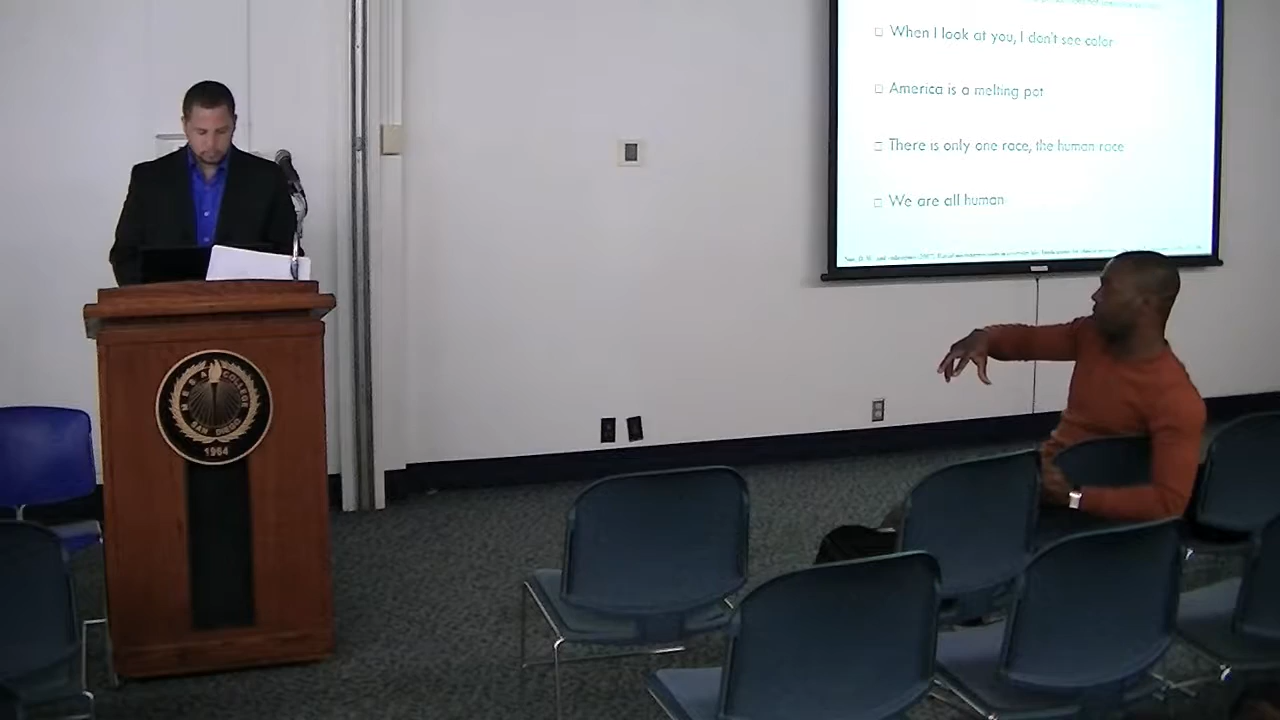 When I look at you, I don't see color
America is a melting pot
There is only one race, the human race
We are all human
MESA COLLEGE
SAN DIEGO
1964